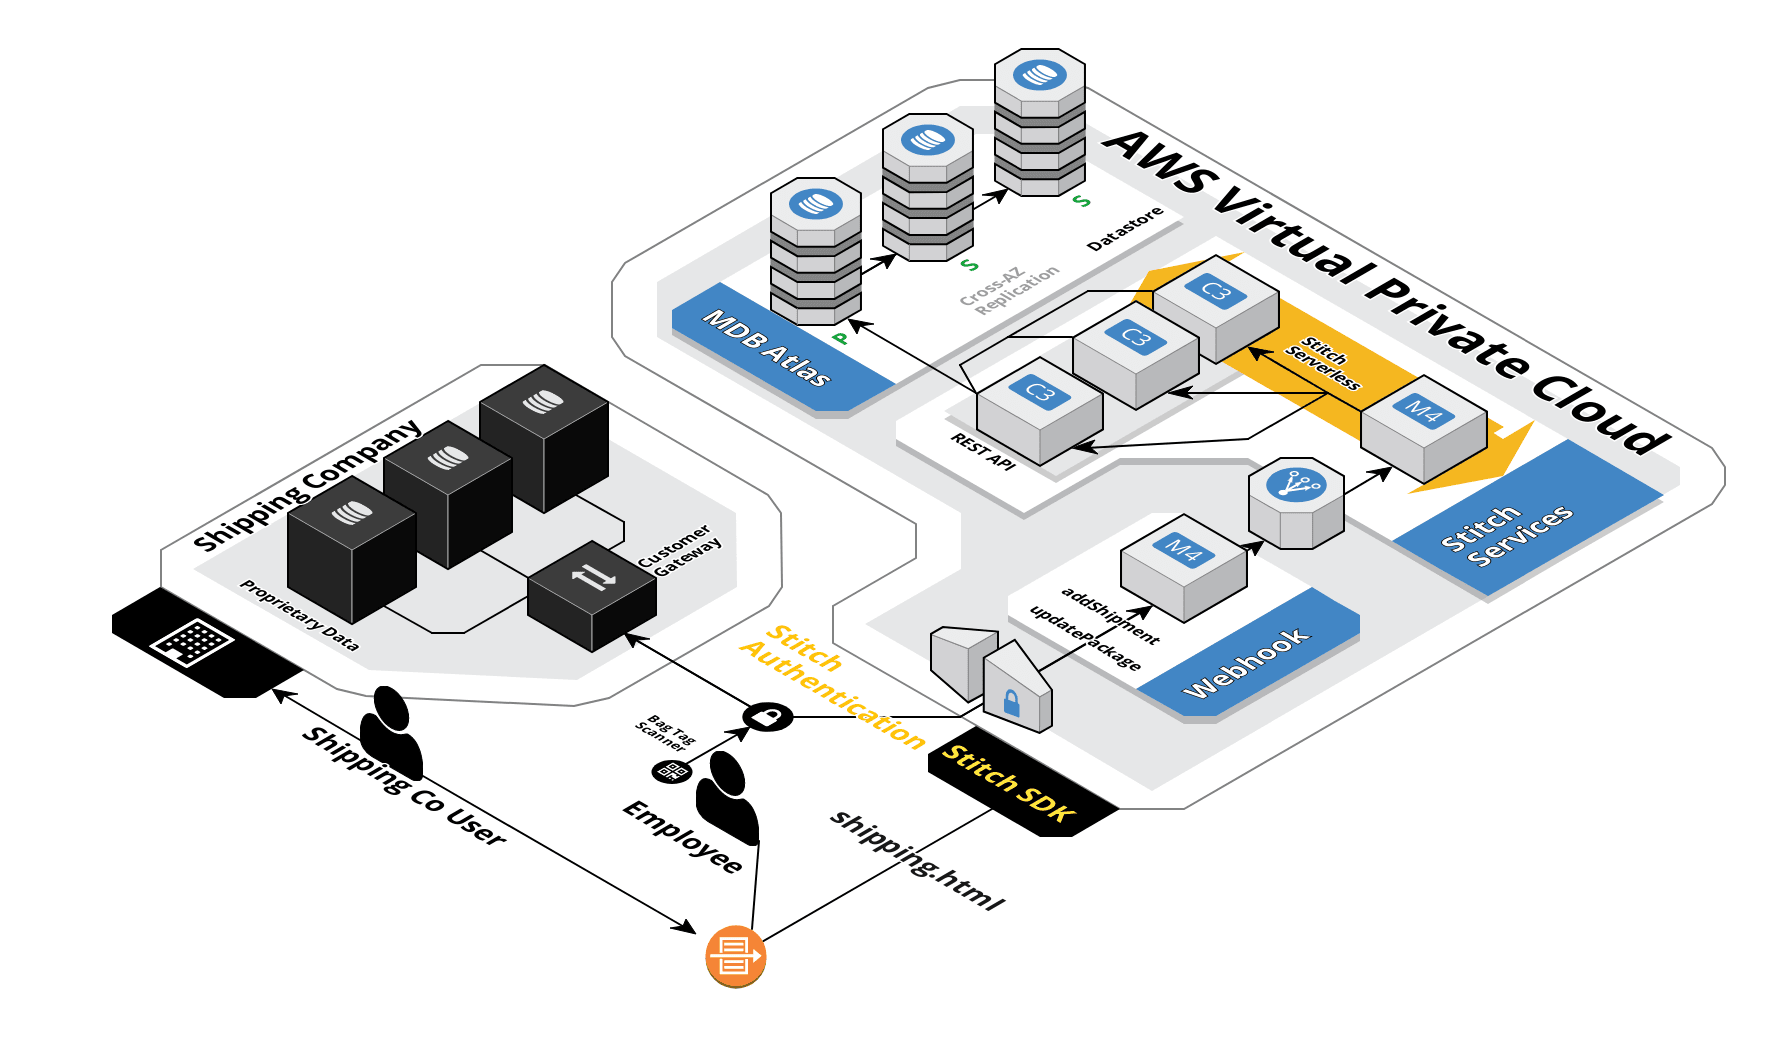 AWS Virtual Private Cloud
S
S
P
Datastore
Cross-AZ
Replication
MDB Atlas
C3
C3
C3
Stitch
Serverless
M4
REST API
Stitch
Services
M4
addShipment
updatePackage
Webhook
Shipping Company
Proprietary Data
Customer
Gateway
Stitch
Authentication
Bag Tag
Scanner
Stitch SDK
Shipping Co User
Employee
shipping.html